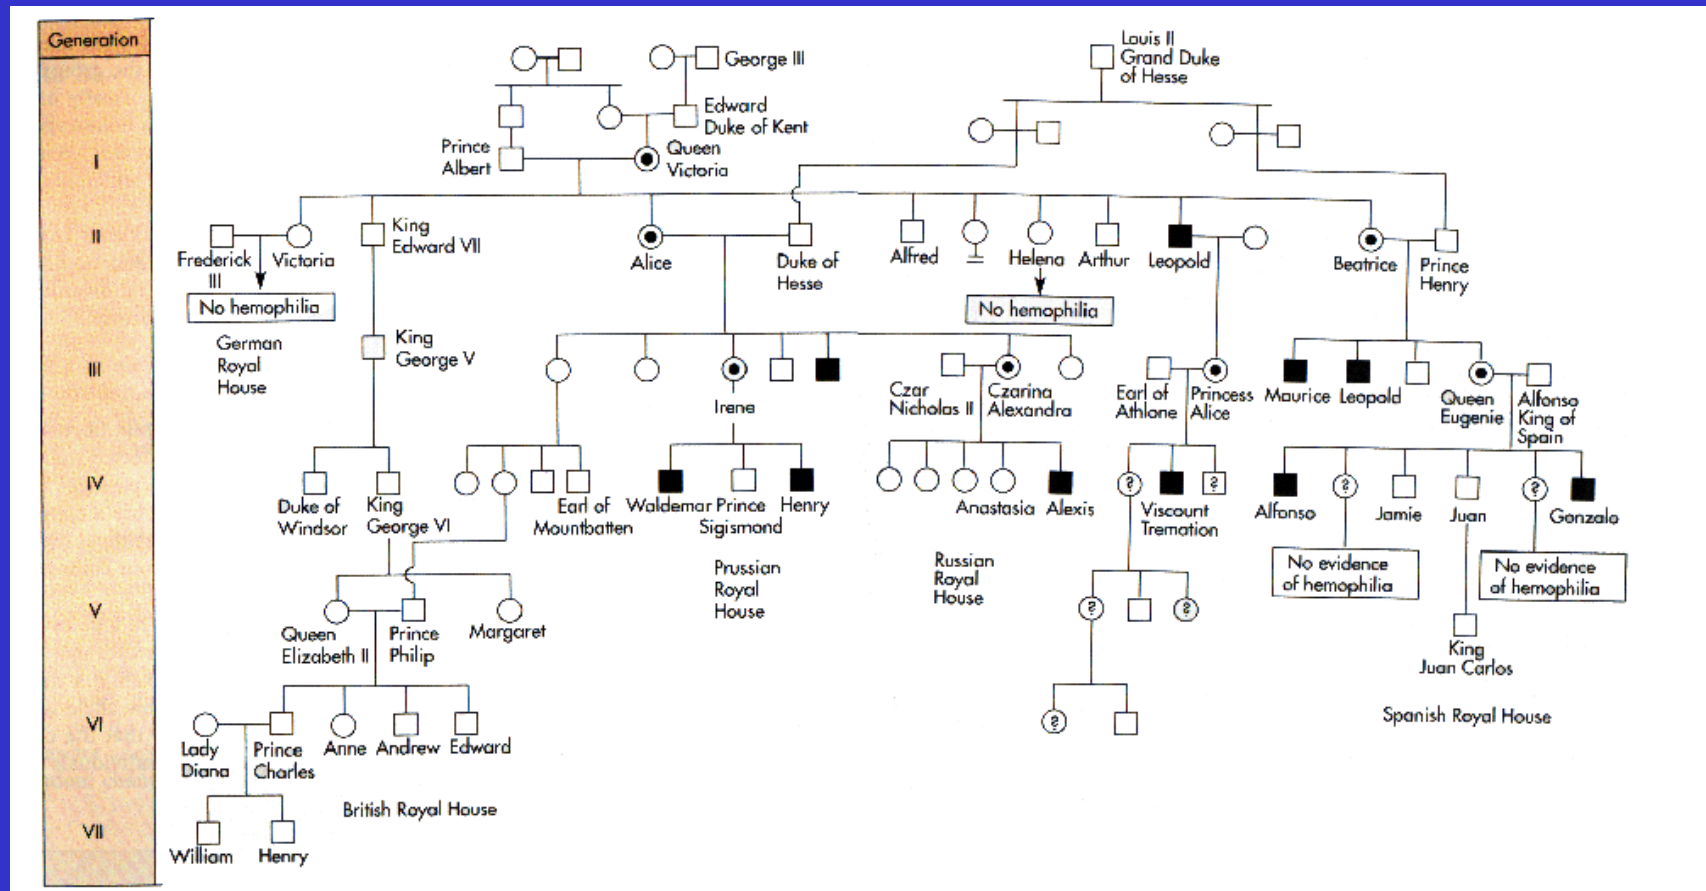 Generation
George III
Louis II
Grand Duke
of Hesse
Edward
Duke of Kent
Prince
Albert
Queen
Victoria
I
II
King
Edward VII
Frederick
III
Victoria
Alice
Duke of
Hesse
Alfred
Helena
Arthur
Leopold
Beatrice
Prince
Henry
No hemophilia
No hemophilia
German
Royal
House
III
King
George V
Irene
Czar
Nicholas II
Czarina
Alexandra
Earl of
Athlone
Princess
Alice
Maurice
Leopold
Queen
Eugenie
Alfonso
King of
Spain
IV
?
?
?
?
Duke of
Windsor
King
George VI
Earl of
Mountbatten
Waldemar
Prince
Sigismond
Henry
Anastasia
Alexis
Viscount
Tremation
Alfonso
Jamie
Juan
Gonzalo
Prussian
Royal
House
Russian
Royal
House
No evidence
of hemophilia
No evidence
of hemophilia
V
?
?
Queen
Elizabeth II
Prince
Philip
Margaret
King
Juan Carlos
VI
?
Lady
Diana
Prince
Charles
Anne
Andrew
Edward
Spanish Royal House
British Royal House
VII
William
Henry